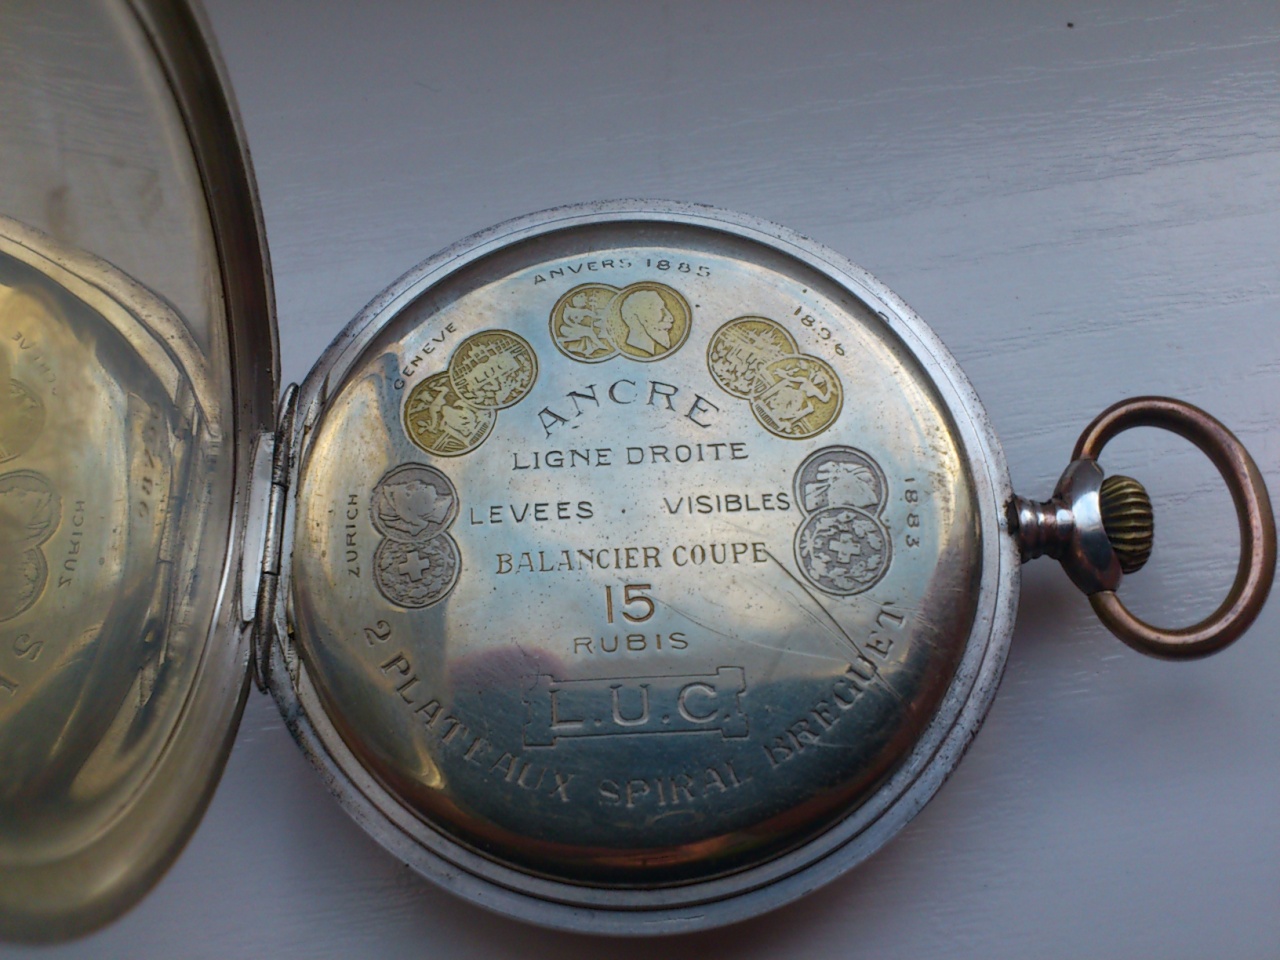 ANVERS 1885
GENEVE 1896
ANCRE
LIGNE DROITE
ZURICH 1883
LEVEES VISIBLES
BALANCIER COUPE
15
RUBIS
L.U.C.
2 PLATEAUX SPIRAL BREGUET